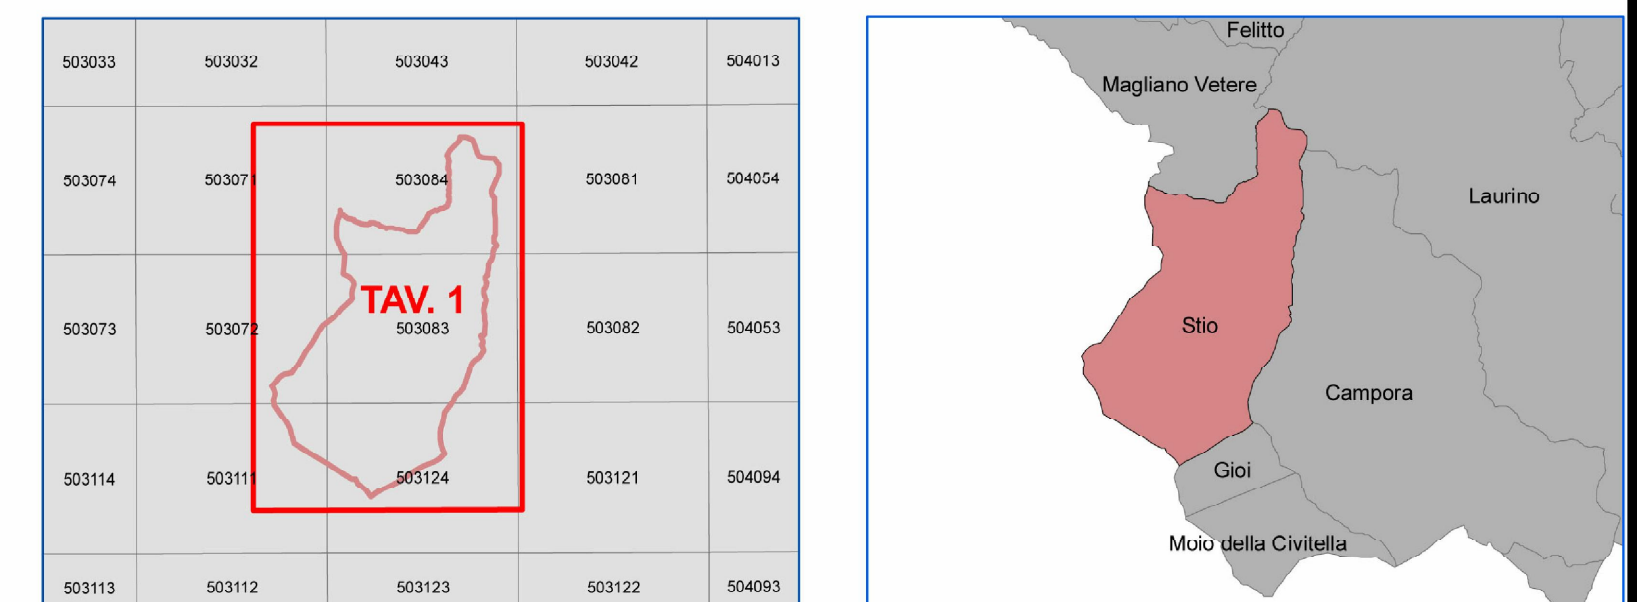 503033 503032 503043 503042 504013
503074 503071 503084 503081 504054
TAV. 1
503073 503072 503083 503082 504053
503114 503111 503124 503121 504094
503113 503112 503123 503122 504093
Felitto
Magliano Vetere
Laurino
Stio
Campora
Gioi
Moio della Civitella